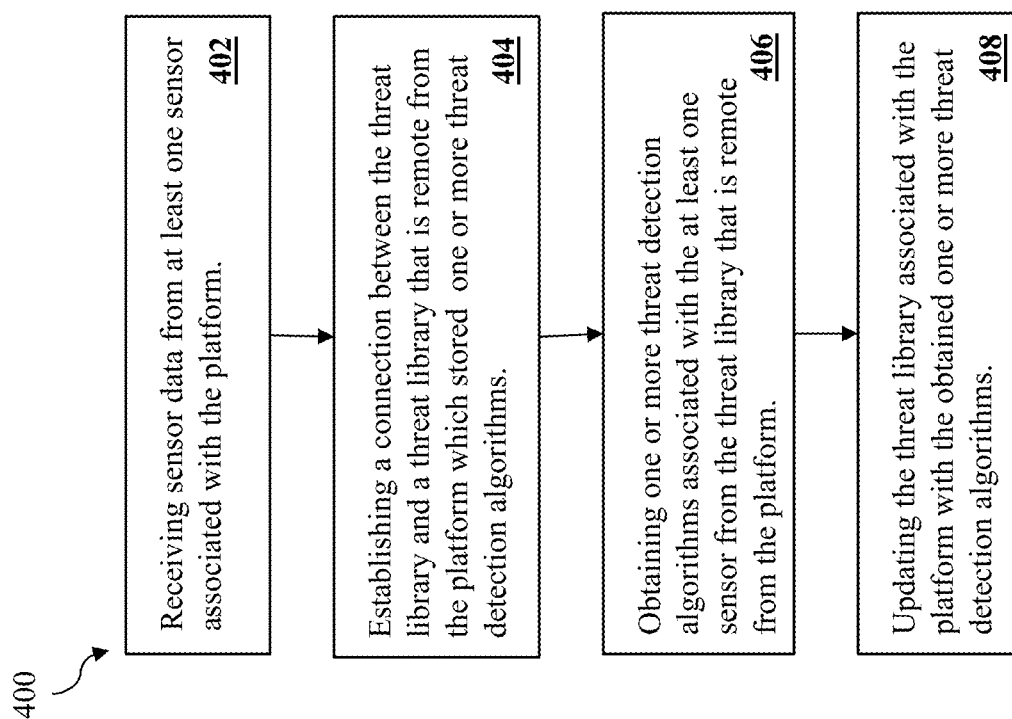 400
Receiving sensor data from at least one sensor
associated with the platform.
402
Establishing a connection between the threat
library and a threat library that is remote from
the platform which stored one or more threat
detection algorithms.
404
Obtaining one or more threat detection
algorithms associated with the at least one
sensor from the threat library that is remote
from the platform.
406
Updating the threat library associated with the
platform with the obtained one or more threat
detection algorithms.
408